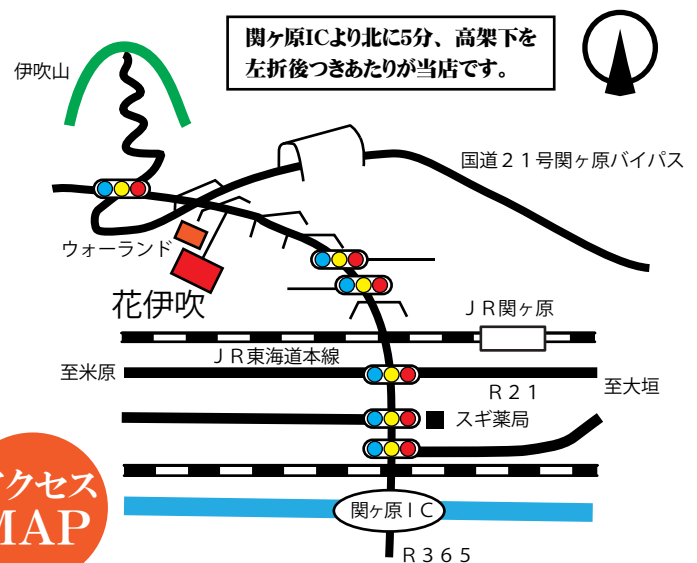 関ヶ原ICより北に5分、高架下を
左折後つきあたりが当店です。
伊吹山
国道21号関ヶ原バイパス
ウォーランド
花伊吹
JR関ヶ原
JR東海道本線
至米原
至大垣
R21
スギ薬局
アクセス
MAP
関ヶ原IC
R365